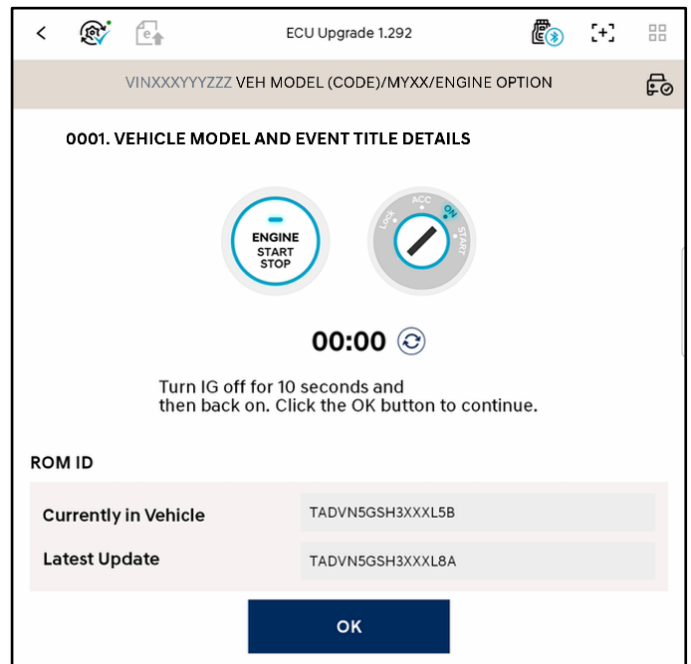 ECU Upgrade 1.292
VINXXXYYYZZZ VEH MODEL (CODE)/MYXX/ENGINE OPTION
0001. VEHICLE MODEL AND EVENT TITLE DETAILS
ENGINE
START
STOP
Lock
ACC
ON
START
00:00
Turn IG off for 10 seconds and
then back on. Click the OK button to continue.
ROM ID
Currently in Vehicle TADVN5GSH3XXXL5B
Latest Update TADVN5GSH3XXXL8A
OK